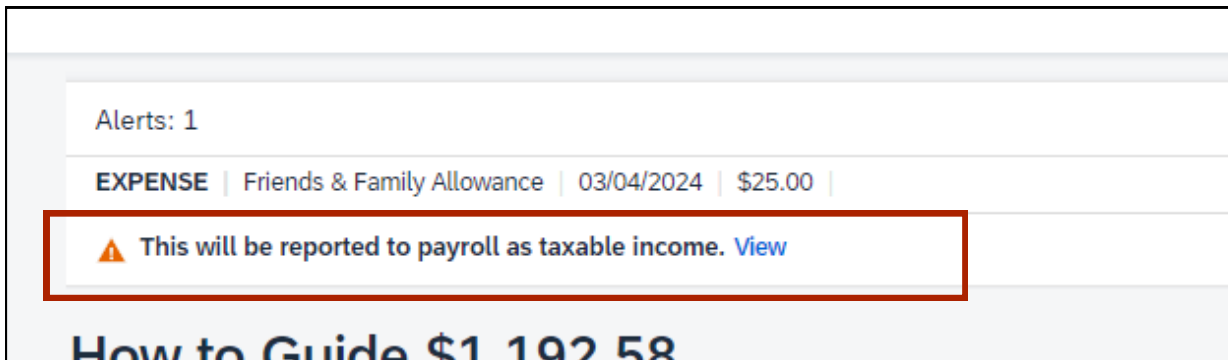 Alerts: 1
EXPENSE | Friends & Family Allowance | 03/04/2024 | $25.00 |
This will be reported to payroll as taxable income. View
How to Guide $1,192.58